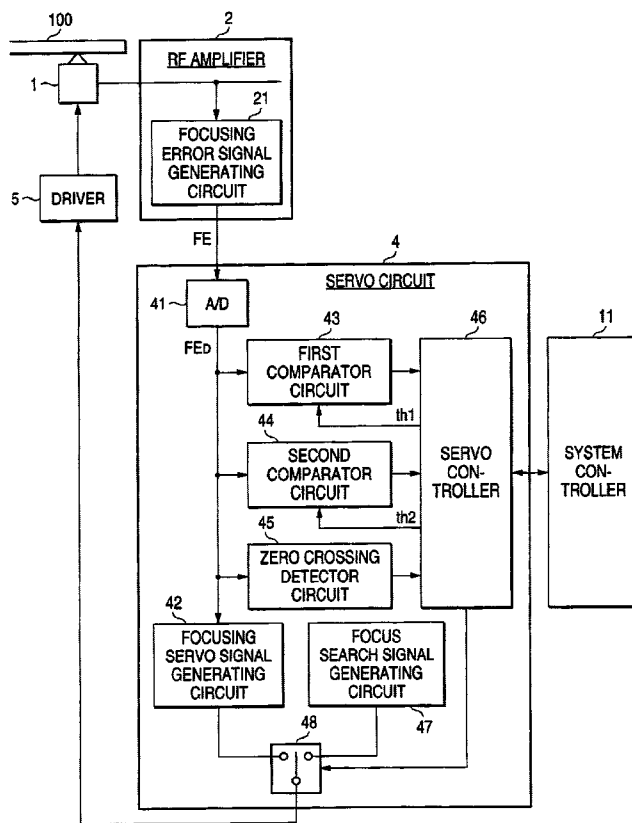 100
2
RF AMPLIFIER
1
21
FOCUSING
ERROR SIGNAL
GENERATING
CIRCUIT
5
DRIVER
FE
4
SERVO CIRCUIT
41
A/D
FED
43
FIRST
COMPARATOR
CIRCUIT
46
11
th1
44
SECOND
COMPARATOR
CIRCUIT
SERVO
CON-
TROLLER
SYSTEM
CON-
TROLLER
th2
45
ZERO CROSSING
DETECTOR
CIRCUIT
42
FOCUSING
SERVO SIGNAL
GENERATING
CIRCUIT
FOCUS
SEARCH SIGNAL
GENERATING
CIRCUIT
47
48